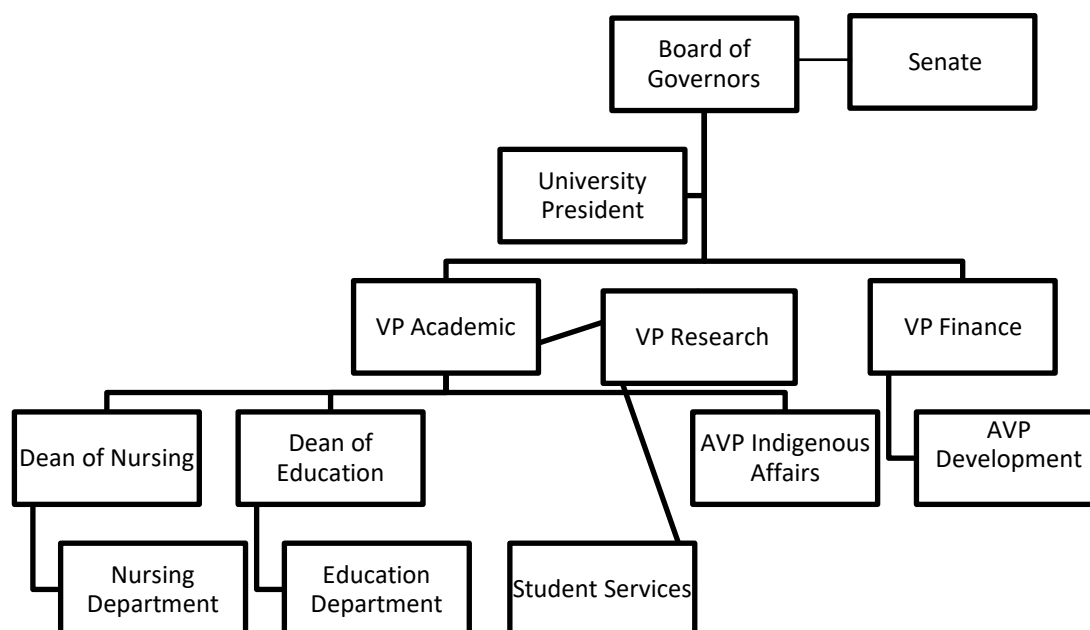 Board of
Governors
Senate
University
President
VP Academic
VP Research
VP Finance
Dean of Nursing
Dean of
Education
AVP Indigenous
Affairs
AVP
Development
Nursing
Department
Education
Department
Student Services